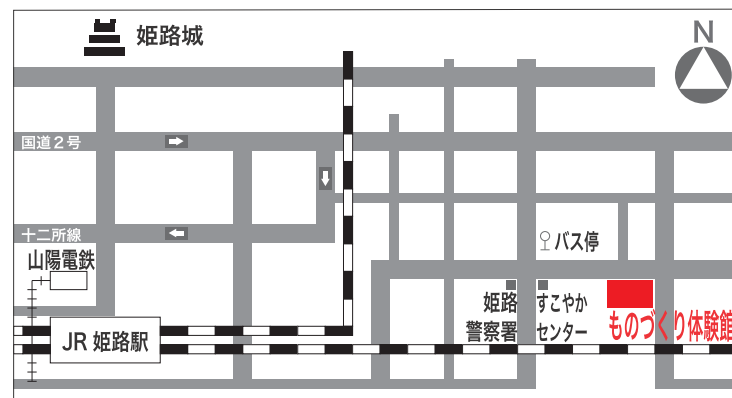 姫路城
N
国道2号
十二所線
山陽電鉄
バス停
姫路
警察署
すこやか
センター
ものづくり体験館
JR 姫路駅